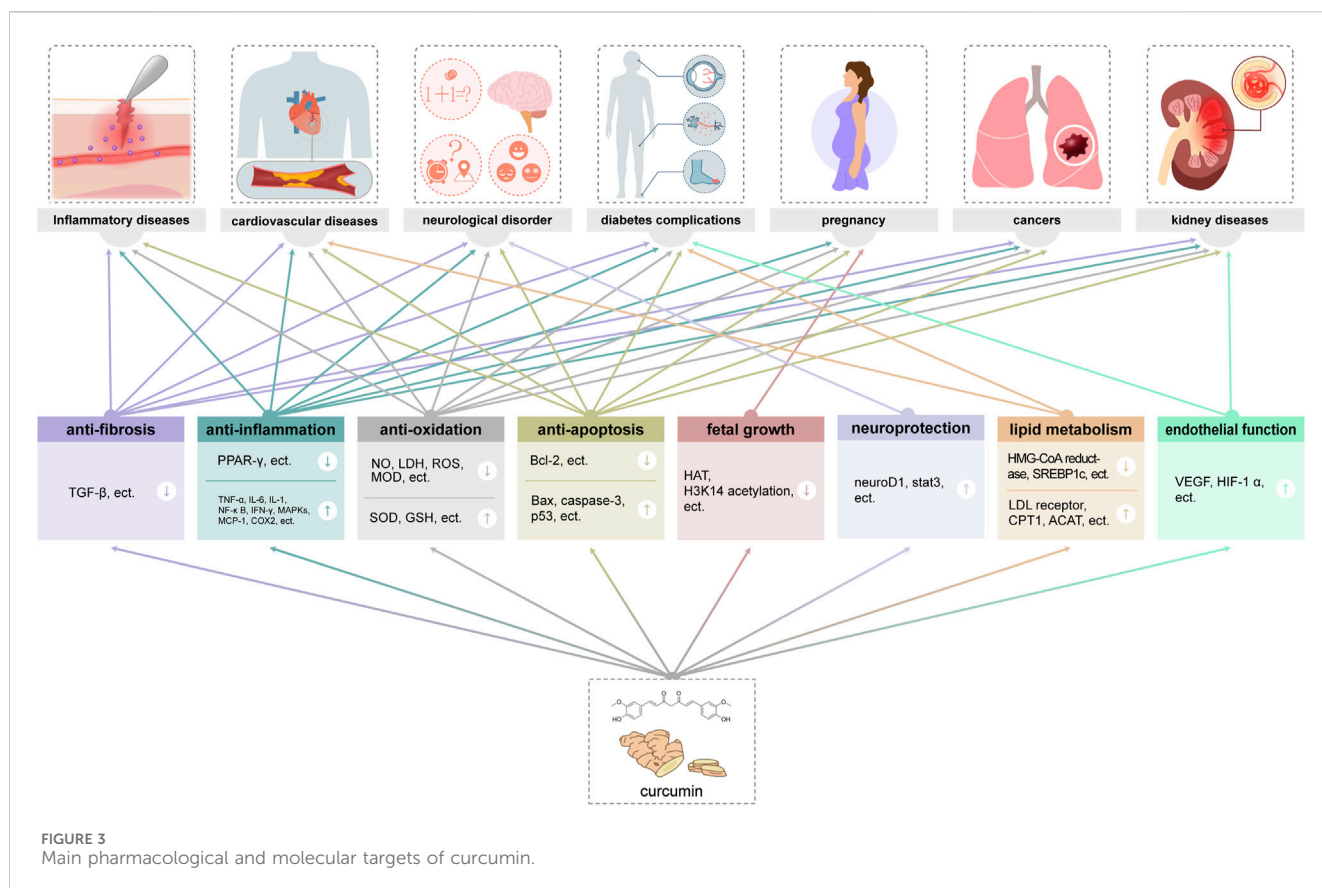 1+1=?
?
Inflammatory diseases
cardiovascular diseases
neurological disorder
diabetes complications
pregnancy
cancers
kidney diseases
anti-fibrosis
TGF-β, ect.
↓
anti-inflammation
PPAR-γ, ect.
↓
TNF-α, IL-6, IL-1,
NF-κ B, IFN-γ, MAPKs,
MCP-1, COX2, ect.
↑
anti-oxidation
NO, LDH, ROS,
MOD, ect.
↓
SOD, GSH, ect.
↑
anti-apoptosis
Bcl-2, ect.
↓
Bax, caspase-3,
p53, ect.
↑
fetal growth
HAT,
H3K14 acetylation,
ect.
↓
neuroprotection
neuroD1, stat3,
ect.
↑
lipid metabolism
HMG-CoA reduct-
ase, SREBP1c, ect.
↓
LDL receptor,
CPT1, ACAT, ect.
↑
endothelial function
VEGF, HIF-1 α,
ect.
↑
O O
O O
HO OH
curcumin
FIGURE 3
Main pharmacological and molecular targets of curcumin.